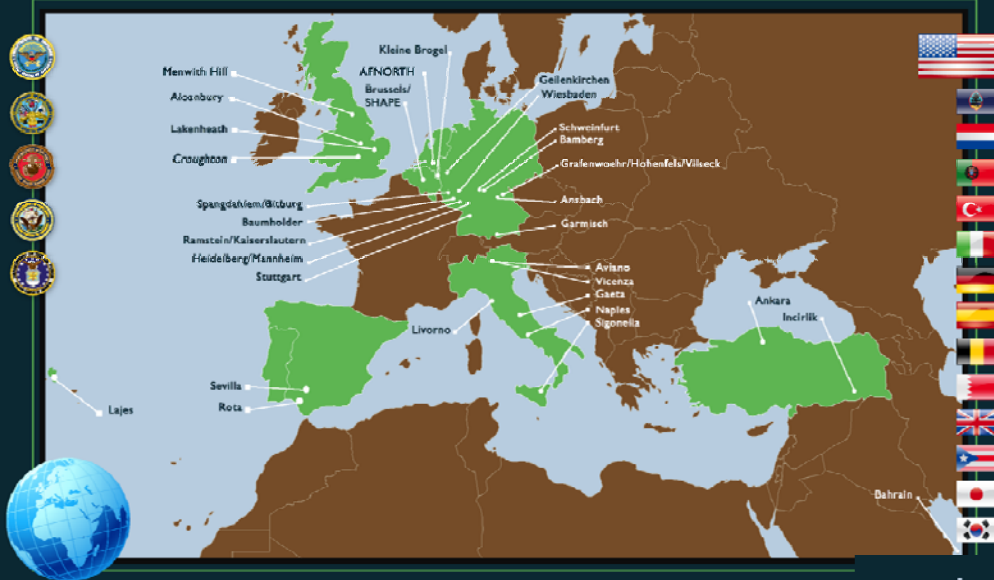 Kleine Brogel
Menwith Hill
AFNORTH
Geilenkirchen
Brussels/
SHAPE
Wiesbaden
Alconbury
Lakenheath
Schweinfurt
Bamberg
Croughton
Grafenwoehr/Hohenfels/Vilseck
Spangdahlem/Bitburg
Ansbach
Baumholder
Garmisch
Ramstein/Kaiserslautern
Heidelberg/Mannheim
Stuttgart
Aviano
Vicenza
Gaeta
Naples
Sigonella
Ankara
Incirlik
Livorno
Sevilla
Rota
Lajes
Bahrain